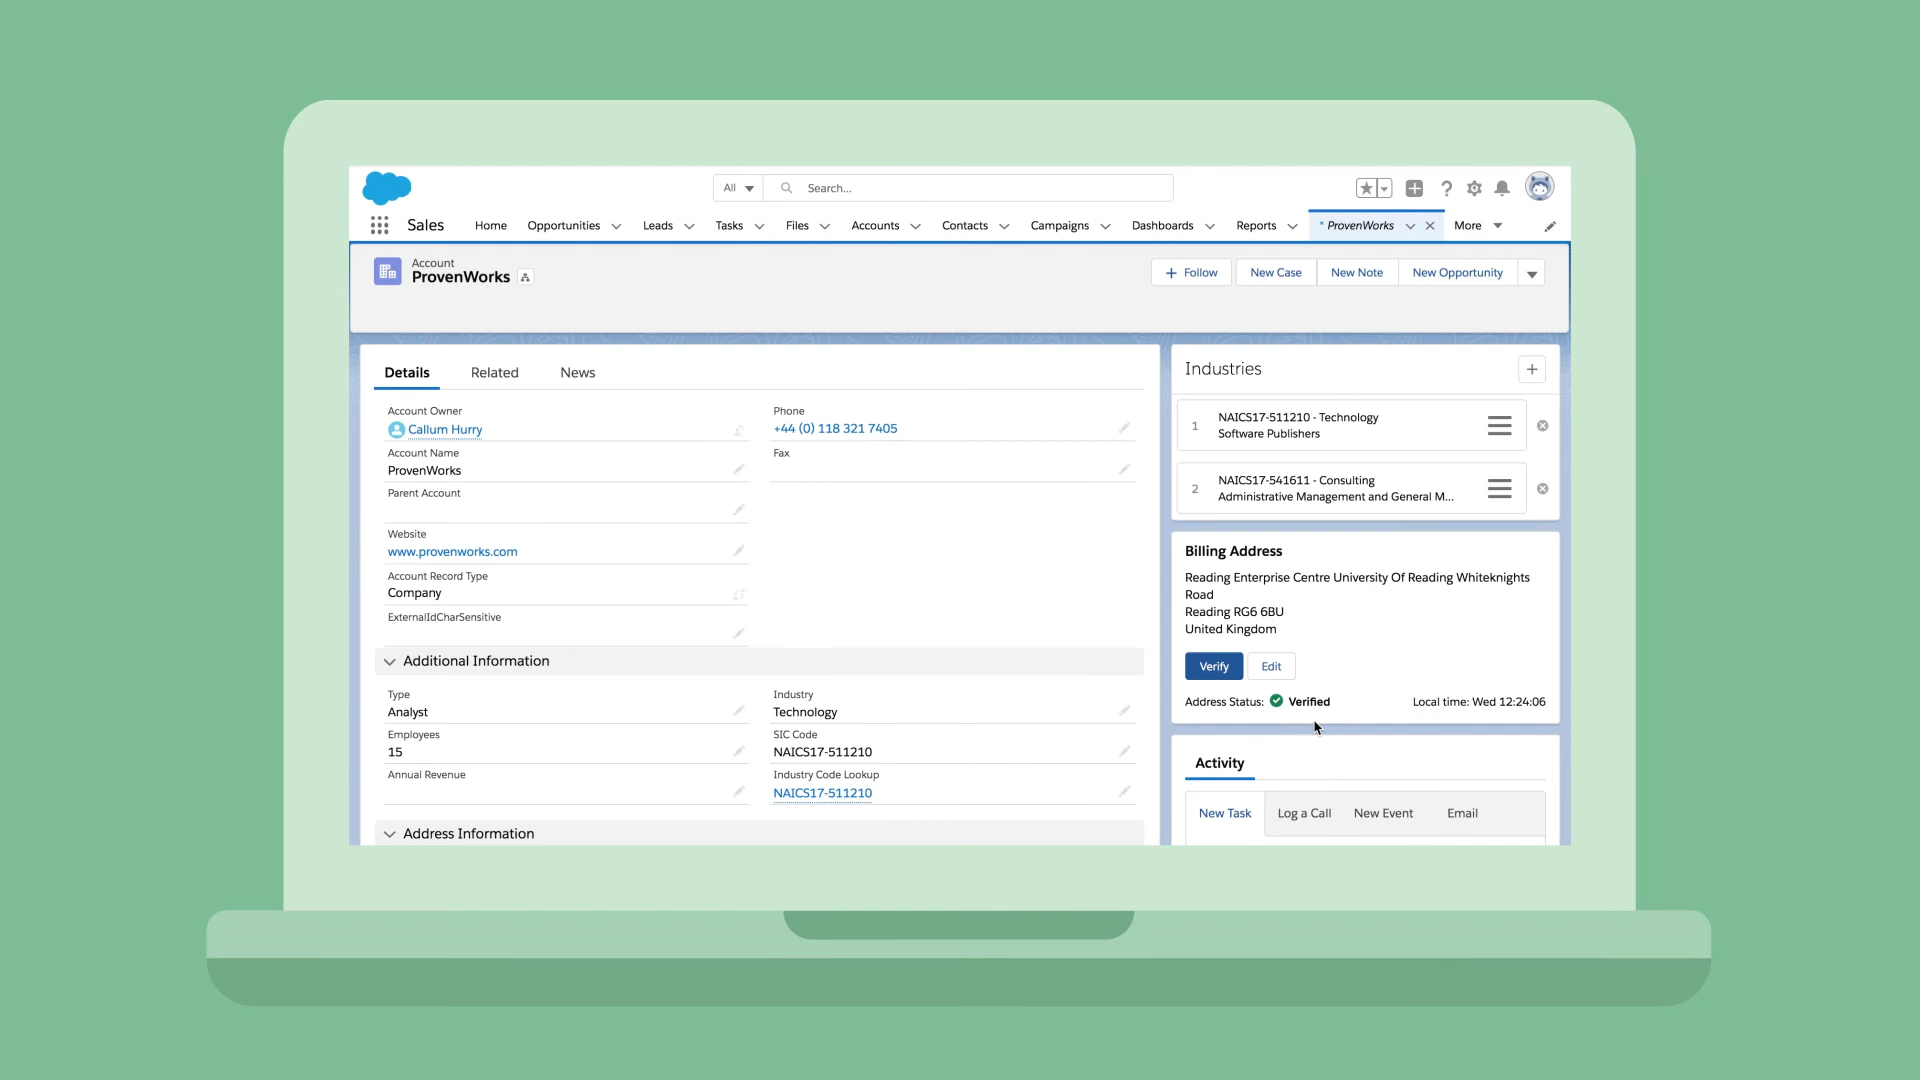 All
Search...
Sales
Home
Opportunities
Leads
Tasks
Files
Accounts
Contacts
Campaigns
Dashboards
Reports
* ProvenWorks
More
Account
ProvenWorks
Follow
New Case
New Note
New Opportunity
Details
Related
News
Account Owner
Callum Hurry
Account Name
ProvenWorks
Parent Account
Website
www.provenworks.com
Account Record Type
Company
ExternalIdCharSensitive
Phone
+44 (0) 118 321 7405
Fax
Additional Information
Type
Analyst
Employees
15
Annual Revenue
Industry
Technology
SIC Code
NAICS17-511210
Industry Code Lookup
NAICS17-511210
Address Information
Industries
1
NAICS17-511210 - Technology
Software Publishers
2
NAICS17-541611 - Consulting
Administrative Management and General M...
Billing Address
Reading Enterprise Centre University Of Reading Whiteknights
Road
Reading RG6 6BU
United Kingdom
Verify
Edit
Address Status: Verified
Local time: Wed 12:24:06
Activity
New Task
Log a Call
New Event
Email